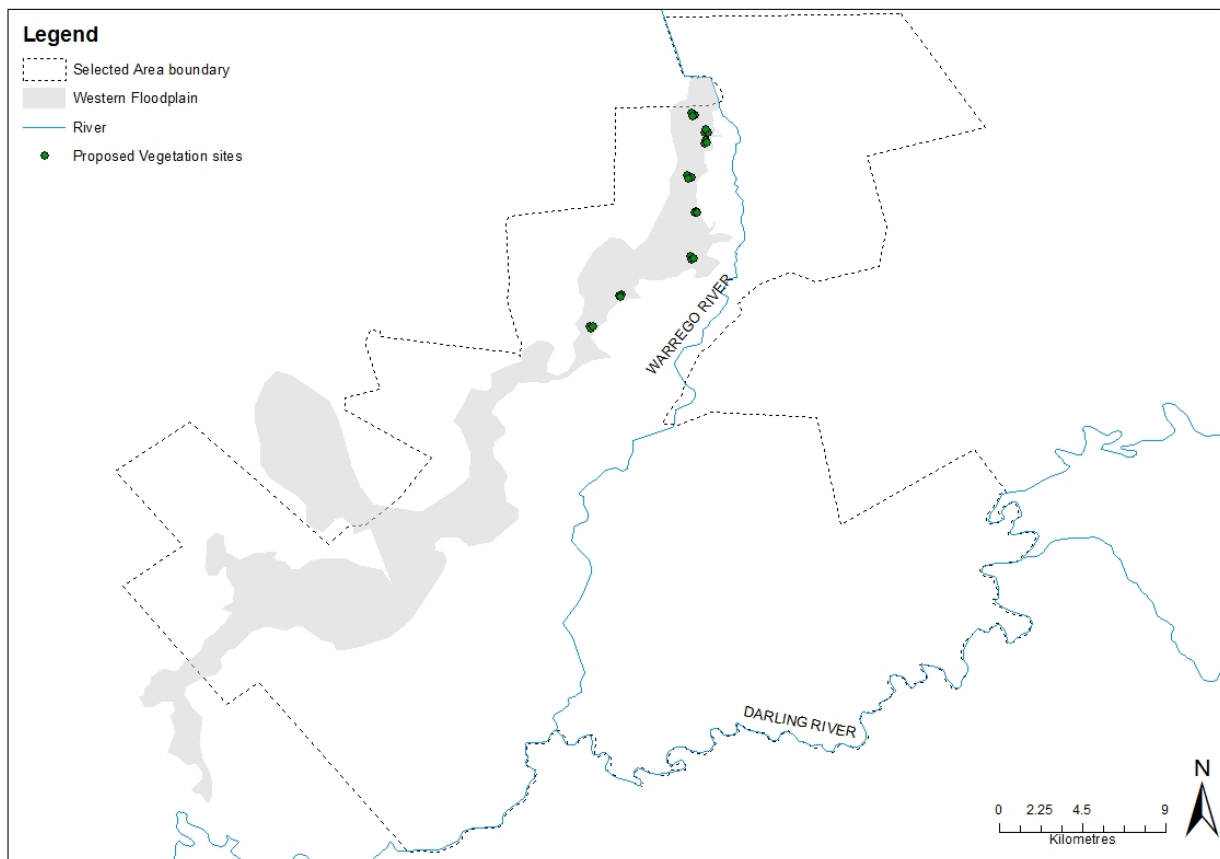 Legend
Selected Area boundary
Western Floodplain
River
Proposed Vegetation sites
WARREGO RIVER
DARLING RIVER
N
0 2.25 4.5 9
Kilometres